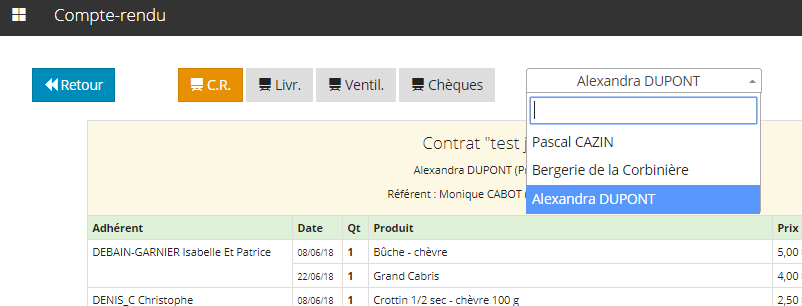 Compte-rendu
Retour C.R. Livr. Ventil. Chèques Alexandra DUPONT
Pascal CAZIN
Bergerie de la Corbinière
Alexandra DUPONT
Contrat "test
Alexandra DUPONT
Référent : Monique CABOT
Adhérent Date Qt Produit Prix
DEBAIN-GARNIER Isabelle Et Patrice 08/06/18 1 Bûche - chèvre 5,00
22/06/18 1 Grand Cabris 4,00
DENIS_C Christophe 08/06/18 1 Crottin 1/2 sec - chèvre 100 g 2,50